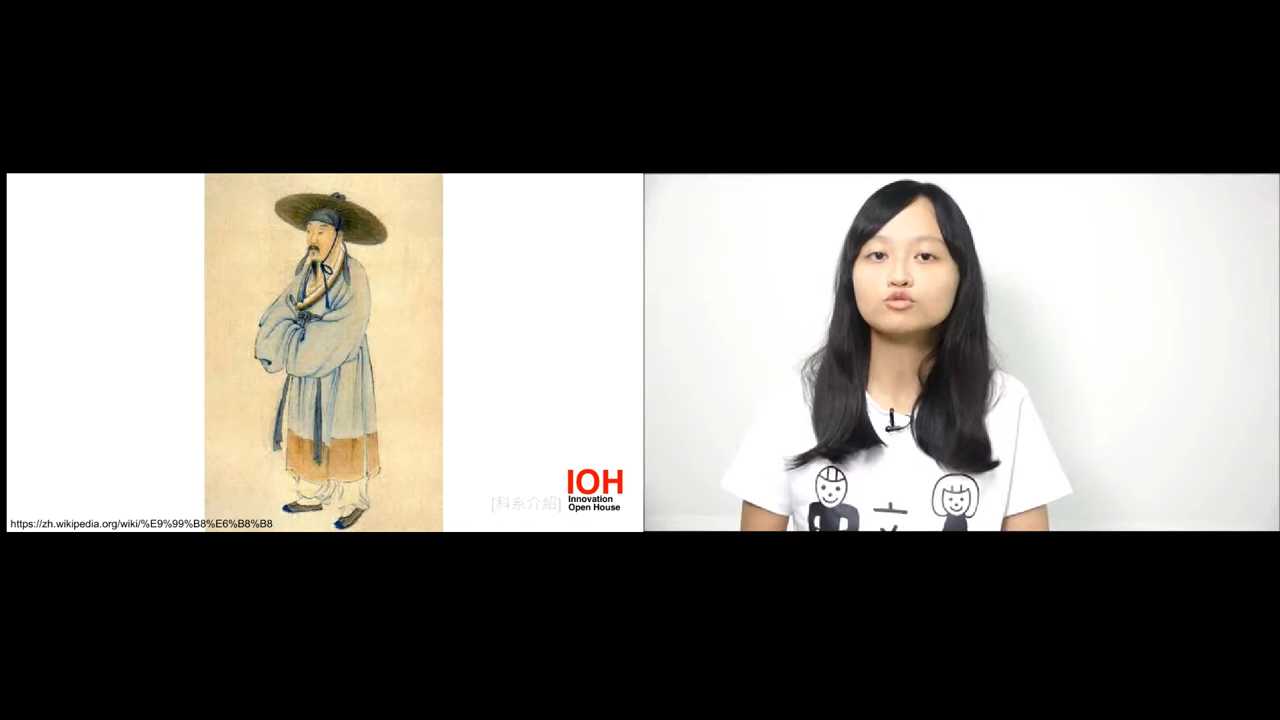 IOH
[科系介紹] Innovation
Open House
https://zh.wikipedia.org/wiki/%E9%99%B8%E6%B8%B8
文